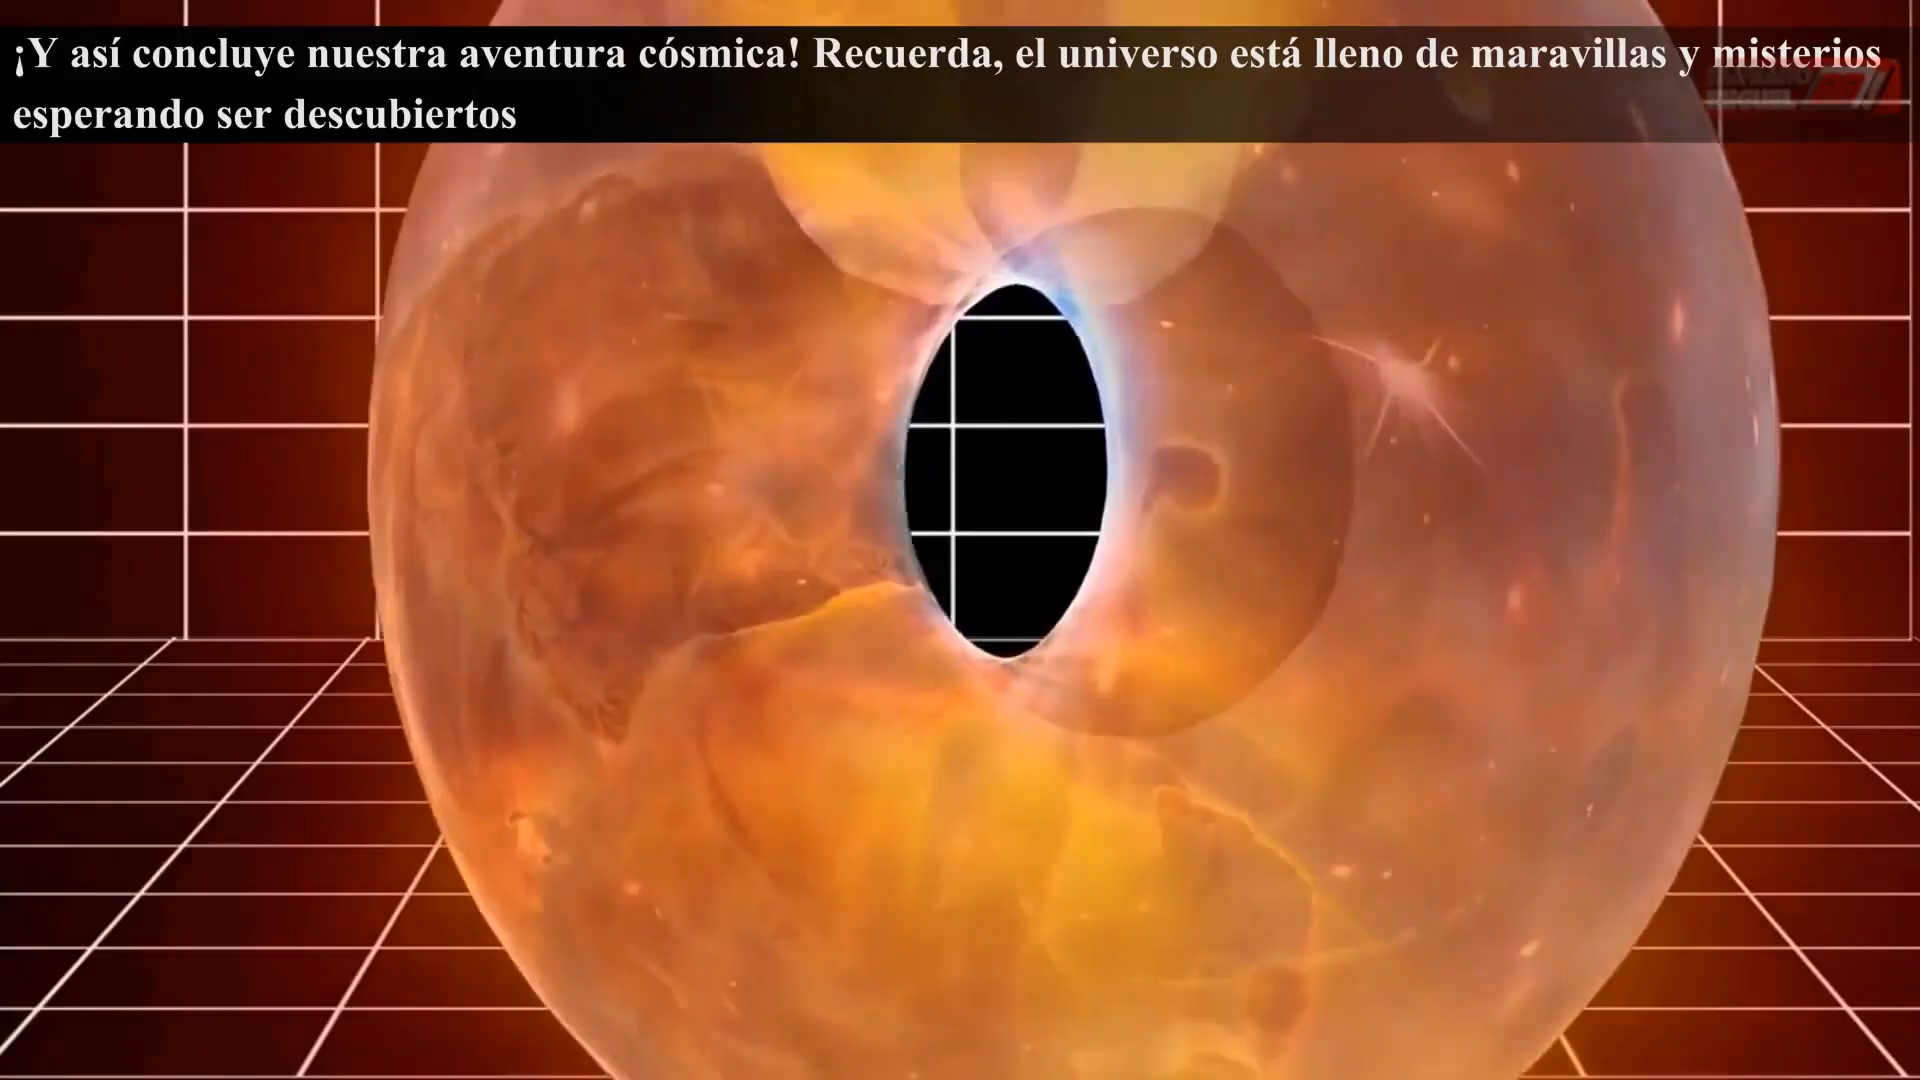 ¡Y así concluye nuestra aventura cósmica! Recuerda, el universo está lleno de maravillas y misterios
esperando ser descubiertos